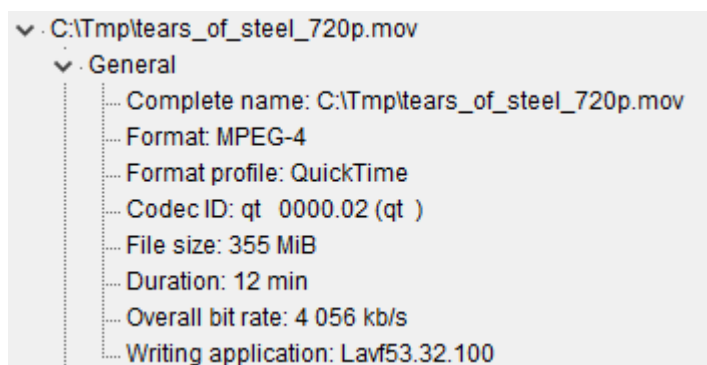 C:\Tmp\tears_of_steel_720p.mov
General
Complete name: C:\Tmp\tears_of_steel_720p.mov
Format: MPEG-4
Format profile: QuickTime
Codec ID: qt   0000.02 (qt  )
File size: 355 MiB
Duration: 12 min
Overall bit rate: 4 056 kb/s
Writing application: Lavf53.32.100